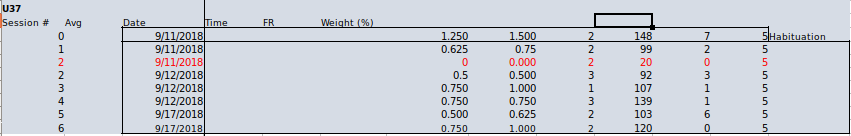 U37
Session # Avg Date Time FR Weight (%)
0 9/11/2018 1.250 1.500 2 148 7 5 Habituation
1 9/11/2018 0.625 0.75 2 99 2 5
2 9/11/2018 0 0.000 2 20 0 5
2 9/12/2018 0.5 0.500 3 92 3 5
3 9/12/2018 0.750 1.000 1 107 1 5
4 9/12/2018 0.750 0.750 3 139 1 5
5 9/17/2018 0.500 0.625 2 103 6 5
6 9/17/2018 0.750 1.000 2 120 0 5